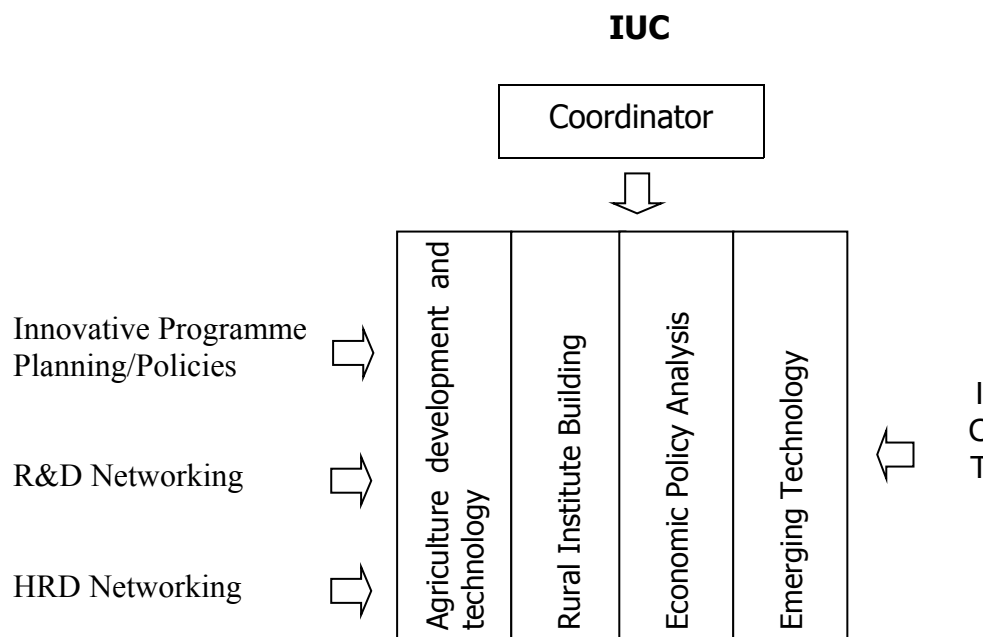 IUC
Coordinator
Innovative Programme
Planning/Policies
R&D Networking
HRD Networking
Agriculture development and
technology
Rural Institute Building
Economic Policy Analysis
Emerging Technology